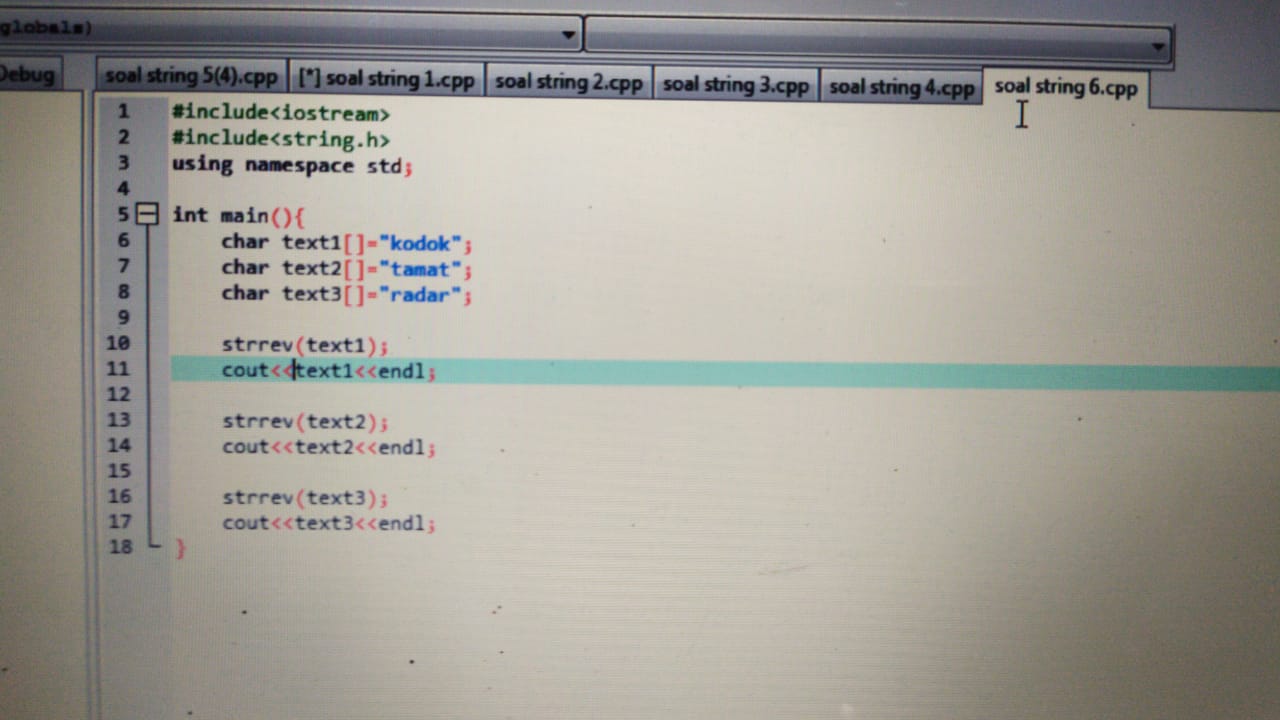 globals)
Debug
soal string 5(4).cpp
[*] soal string 1.cpp
soal string 2.cpp
soal string 3.cpp
soal string 4.cpp
soal string 6.cpp
1 #include<iostream>
2 #include<string.h>
3 using namespace std;
4
5 int main(){
6 char text1[]="kodok";
7 char text2[]="tamat";
8 char text3[]="radar";
9
10 strrev(text1);
11 cout<<text1<<endl;
12
13 strrev(text2);
14 cout<<text2<<endl;
15
16 strrev(text3);
17 cout<<text3<<endl;
18 }